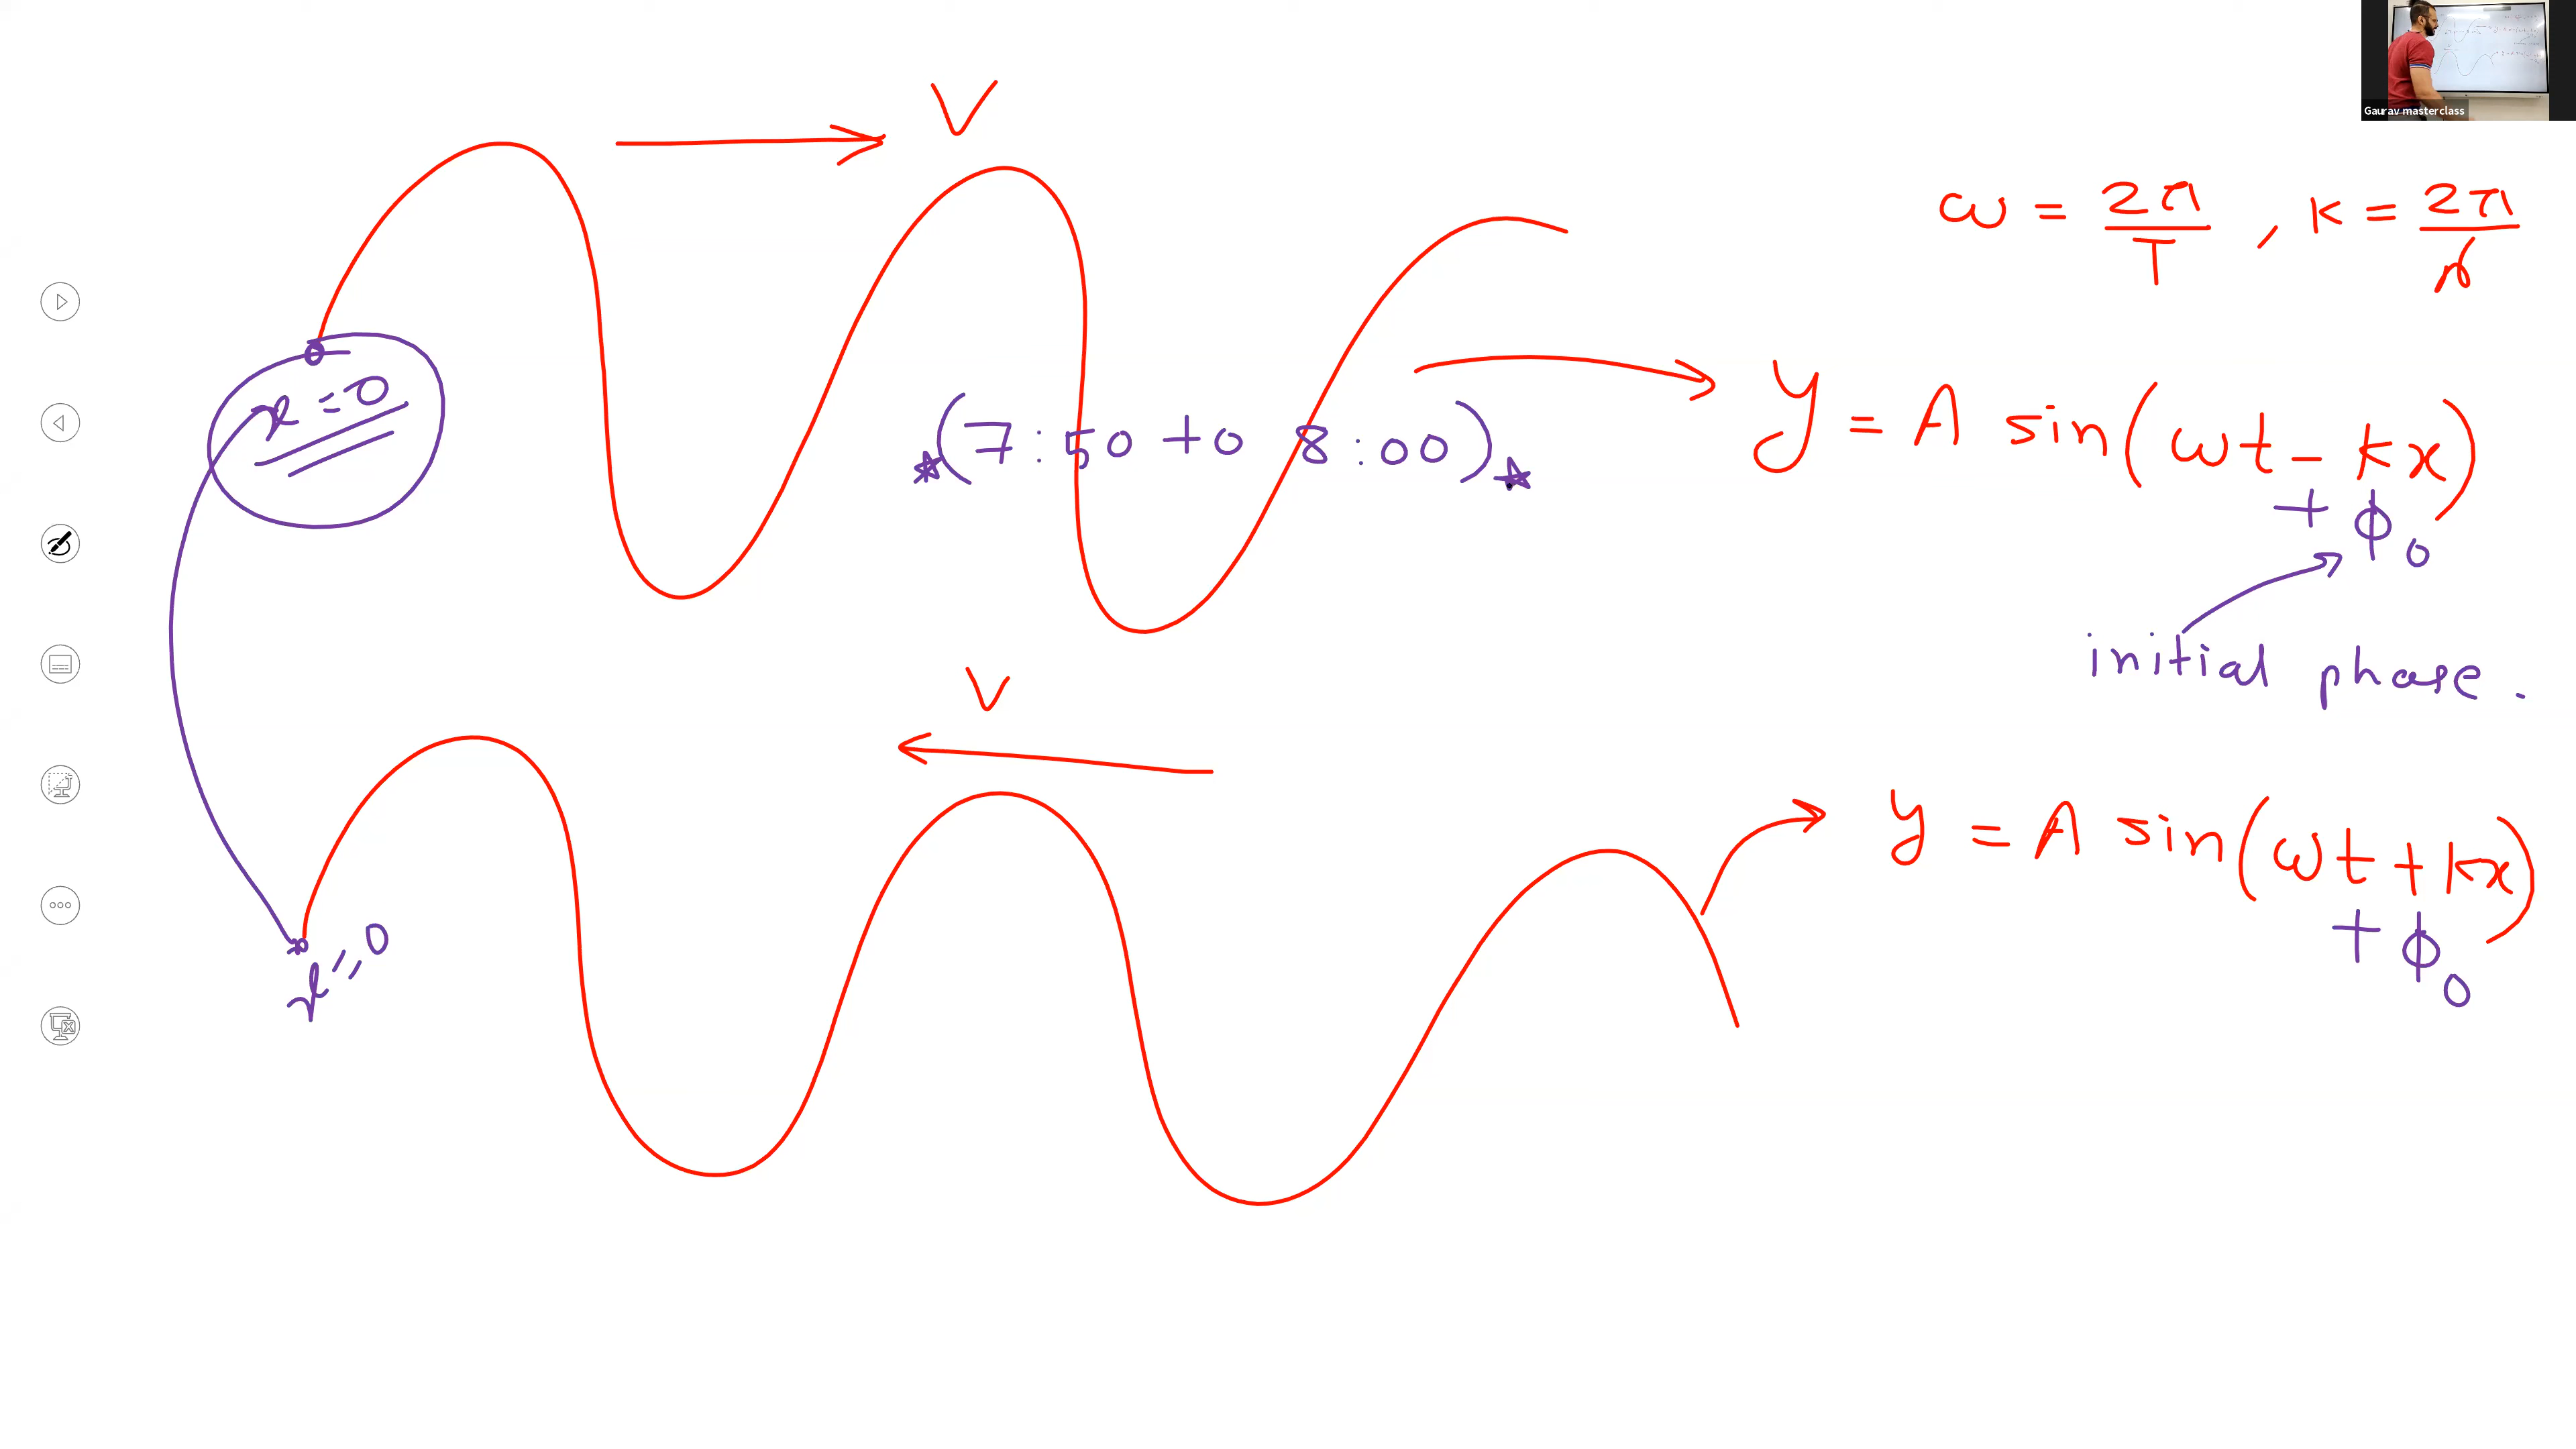 V
Gaurav masterclass
ω = 2π/T , K = 2π/λ
x = 0
(7:50 to 8:00)
y = A sin(ωt - kx + ϕ₀)
initial phase.
V
y = A sin(ωt + kx + ϕ₀)
x = 0